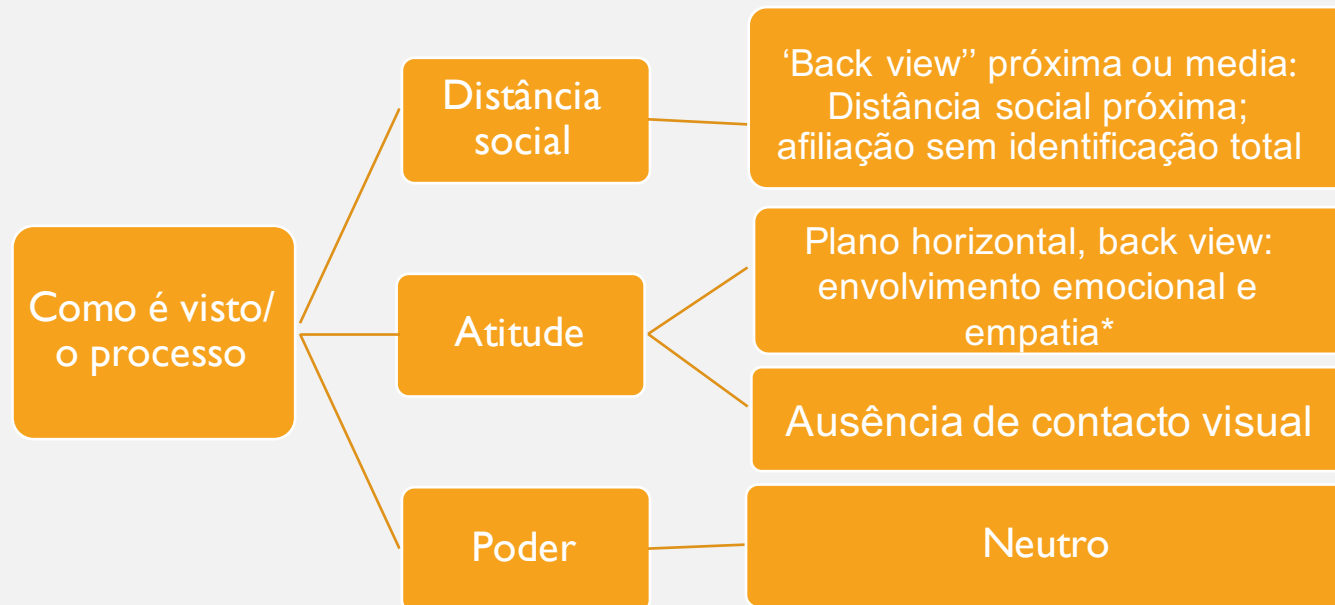 Como é visto/
o processo
Distância
social
‘Back view’’ próxima ou media:
Distância social próxima;
afiliação sem identificação total
Atitude
Plano horizontal, back view:
envolvimento emocional e
empatia*
Ausência de contacto visual
Poder
Neutro